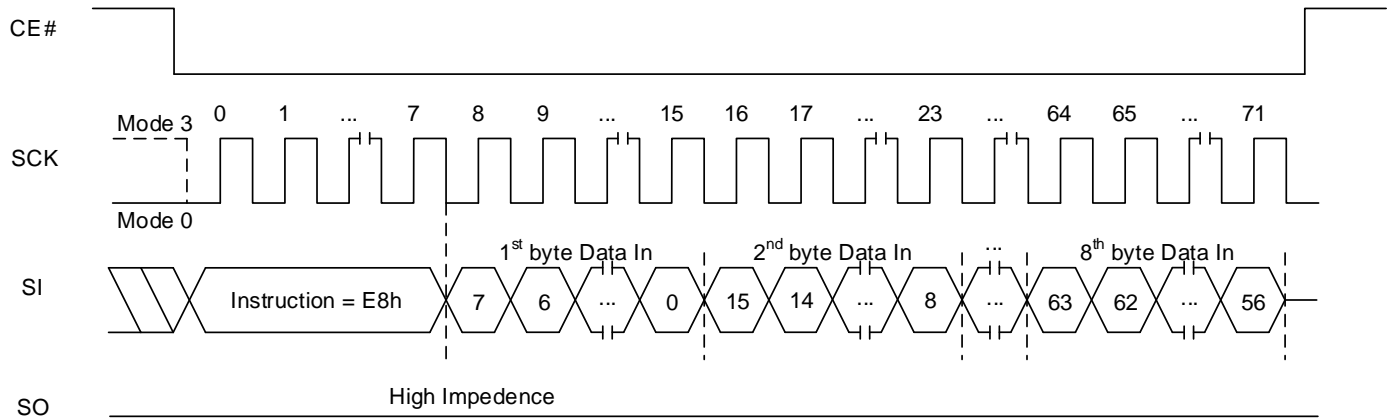 CE#
0 1 ... 7 8 9 ... 15 16 17 ... 23 ... 64 65 ... 71
Mode 3
SCK
Mode 0
1st byte Data In 2nd byte Data In ... 8th byte Data In
SI
Instruction = E8h 7 6 ... 0 15 14 ... 8 ... 63 62 ... 56
High Impedence
SO